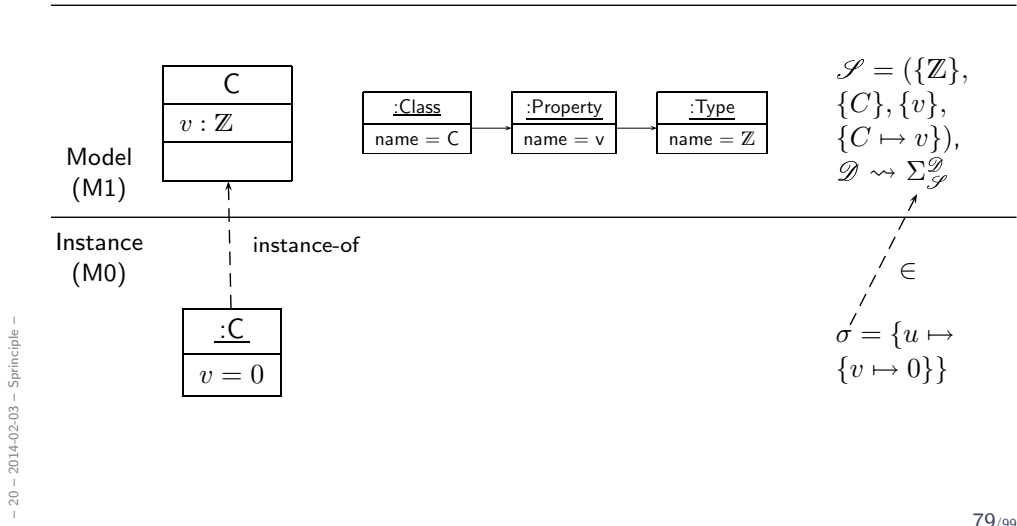 C
v : ℤ
Model
(M1)
:Class
name = C
:Property
name = v
:Type
name = ℤ
𝒮 = ({ℤ},
{C}, {v},
{C ↦ v}),
𝒟 ⇝ Σ_𝒮^𝒟
Instance
(M0)
instance-of
∈
:C
v = 0
σ = {u ↦
{v ↦ 0}}
– 20 – 2014-02-03 – Sprinciple –
79/99